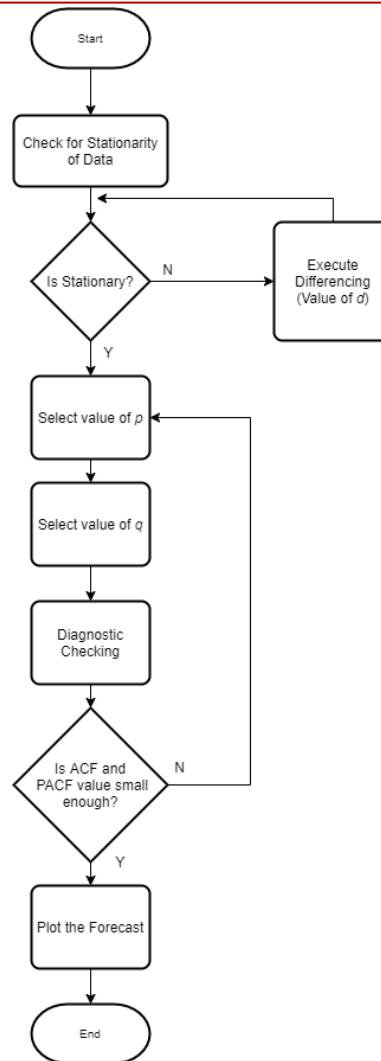 Start
Check for Stationarity
of Data
Is Stationary?
N
Execute
Differencing
(Value of d)
Y
Select value of p
Select value of q
Diagnostic
Checking
Is ACF and
PACF value small
enough?
N
Y
Plot the Forecast
End